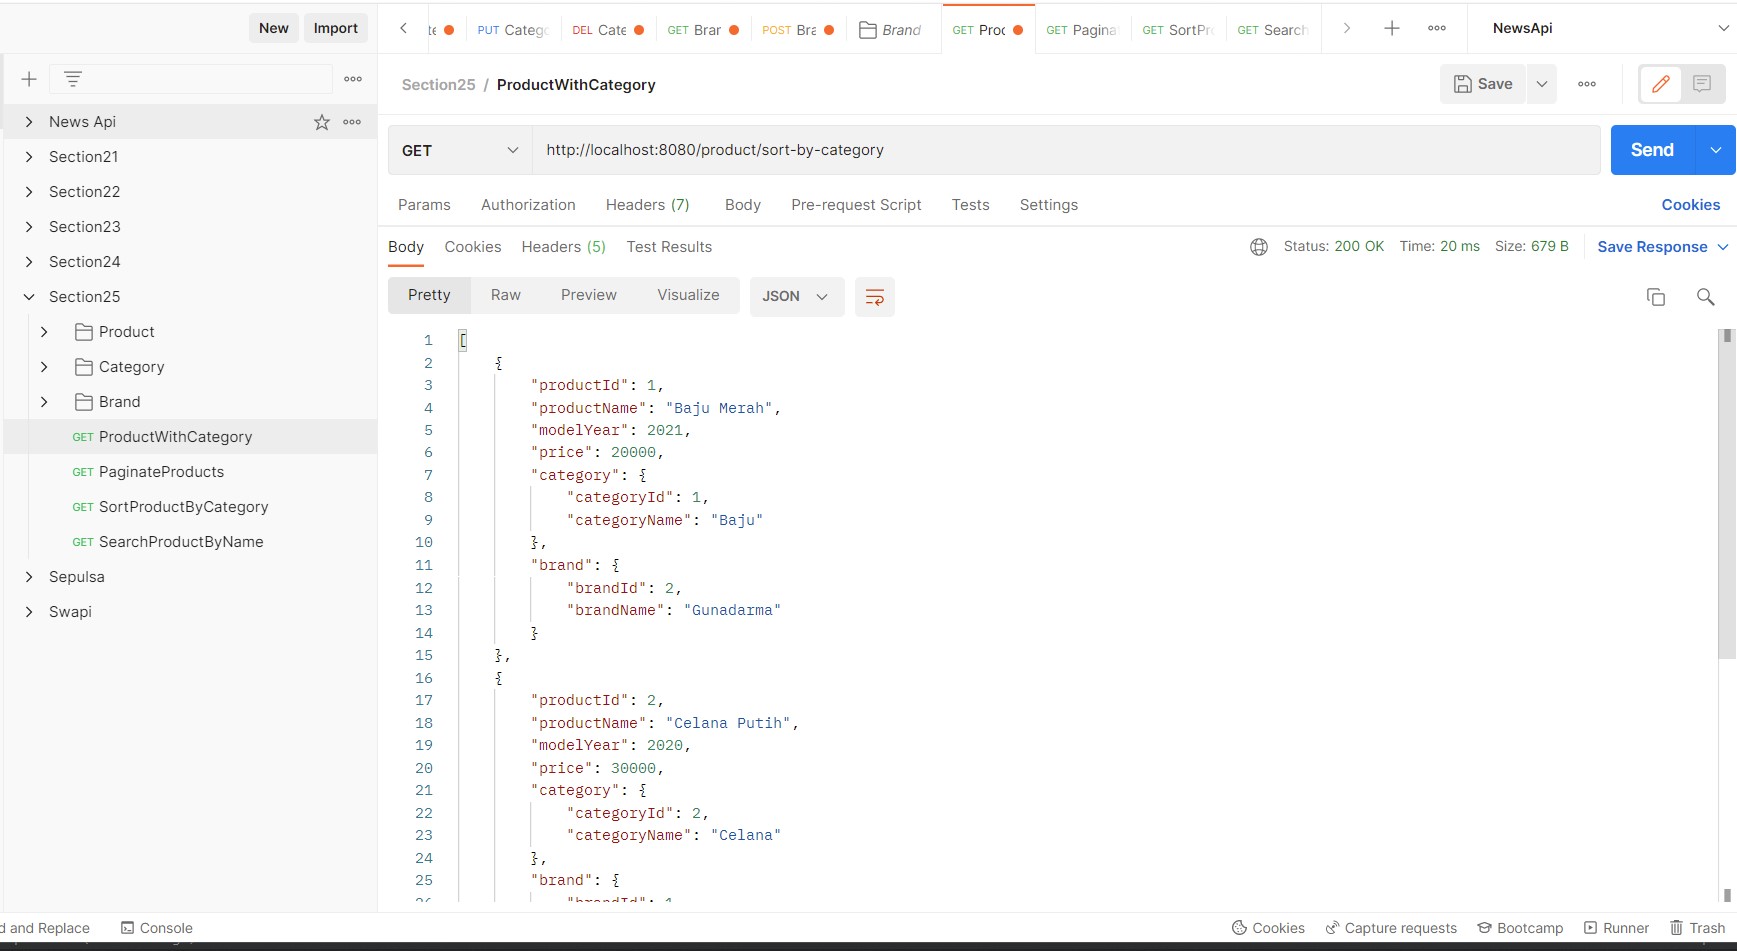 New Import
PUT Catego
DEL Cate
GET Brar
POST Bra
Brand
GET Proc
GET Pagina
GET SortPr
GET Search
NewsApi
Section25 / ProductWithCategory
Save
News Api
Section21
Section22
Section23
Section24
Section25
Product
Category
Brand
GET ProductWithCategory
GET PaginateProducts
GET SortProductByCategory
GET SearchProductByName
Sepulsa
Swapi
GET http://localhost:8080/product/sort-by-category Send
Params Authorization Headers (7) Body Pre-request Script Tests Settings Cookies
Body Cookies Headers (5) Test Results Status: 200 OK Time: 20 ms Size: 679 B Save Response
Pretty Raw Preview Visualize JSON
1 [
2 {
3 "productId": 1,
4 "productName": "Baju Merah",
5 "modelYear": 2021,
6 "price": 20000,
7 "category": {
8 "categoryId": 1,
9 "categoryName": "Baju"
10 },
11 "brand": {
12 "brandId": 2,
13 "brandName": "Gunadarma"
14 }
15 },
16 {
17 "productId": 2,
18 "productName": "Celana Putih",
19 "modelYear": 2020,
20 "price": 30000,
21 "category": {
22 "categoryId": 2,
23 "categoryName": "Celana"
24 },
25 "brand": {
26 "brandId": 1
d and Replace Console Cookies Capture requests Bootcamp Runner Trash